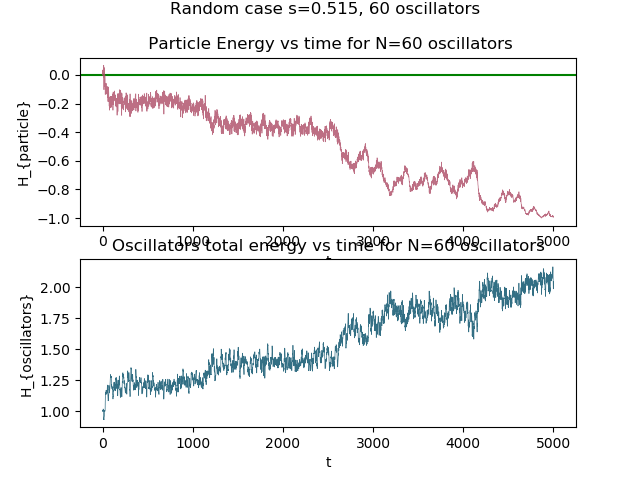 Random case s=0.515, 60 oscillators
Particle Energy vs time for N=60 oscillators
H_{particle}
0.0
−0.2
−0.4
−0.6
−0.8
−1.0
0 1000 2000 3000 4000 5000
Oscillators total energy vs time for N=60 oscillators
H_{oscillators}
2.00
1.75
1.50
1.25
1.00
0 1000 2000 3000 4000 5000
t